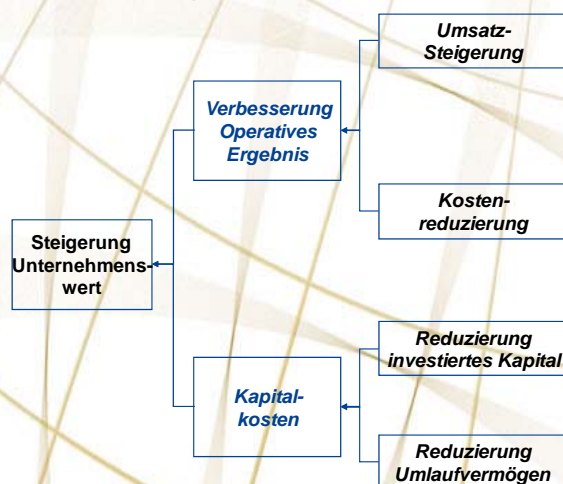 Umsatz-
Steigerung
Verbesserung
Operatives
Ergebnis
Kosten-
reduzierung
Steigerung
Unternehmens-
wert
Reduzierung
investiertes Kapital
Kapital-
kosten
Reduzierung
Umlaufvermögen